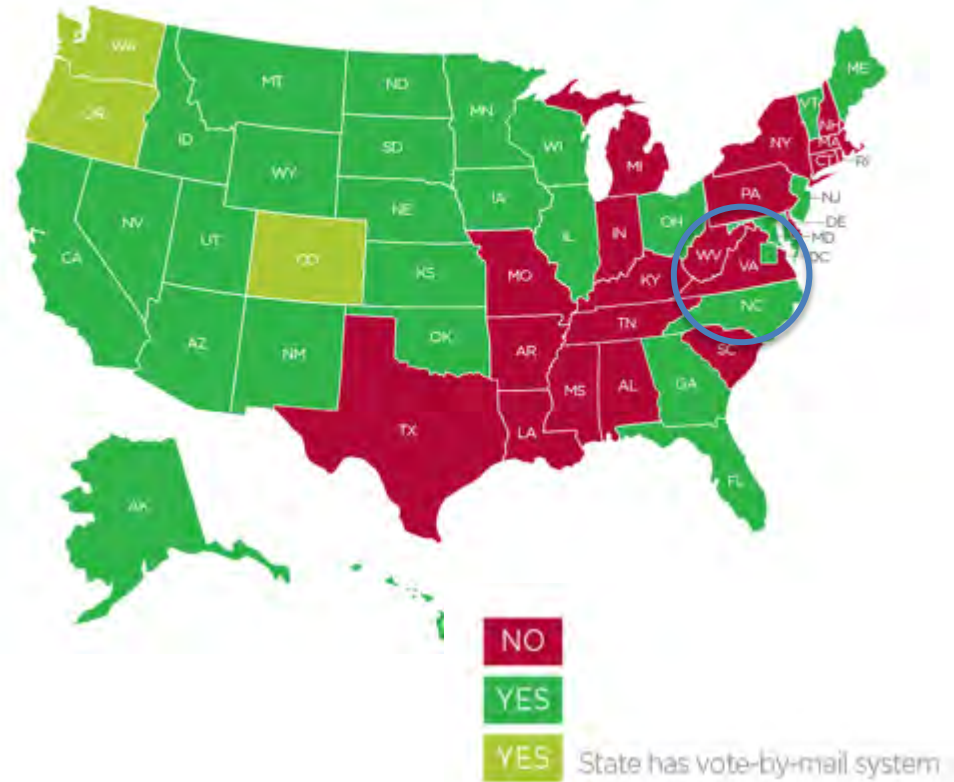 WA
ME
MT
ND
VT
MN
OR
NH
ID
WI
NY
MA
SD
MI
CT
RI
WY
PA
IA
NJ
NE
OH
NV
IN
DE
UT
IL
MD
CO
WV
DC
CA
VA
KS
MO
KY
NC
TN
OK
AZ
AR
SC
NM
MS
AL
GA
TX
LA
FL
AK
NO
YES
YES State has vote-by-mail system